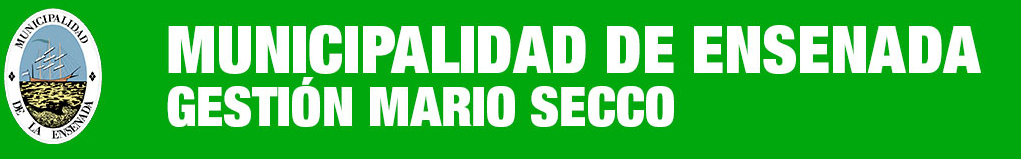 MUNICIPALIDAD
DE LA ENSENADA
MUNICIPALIDAD DE ENSENADA
GESTIÓN MARIO SECCO